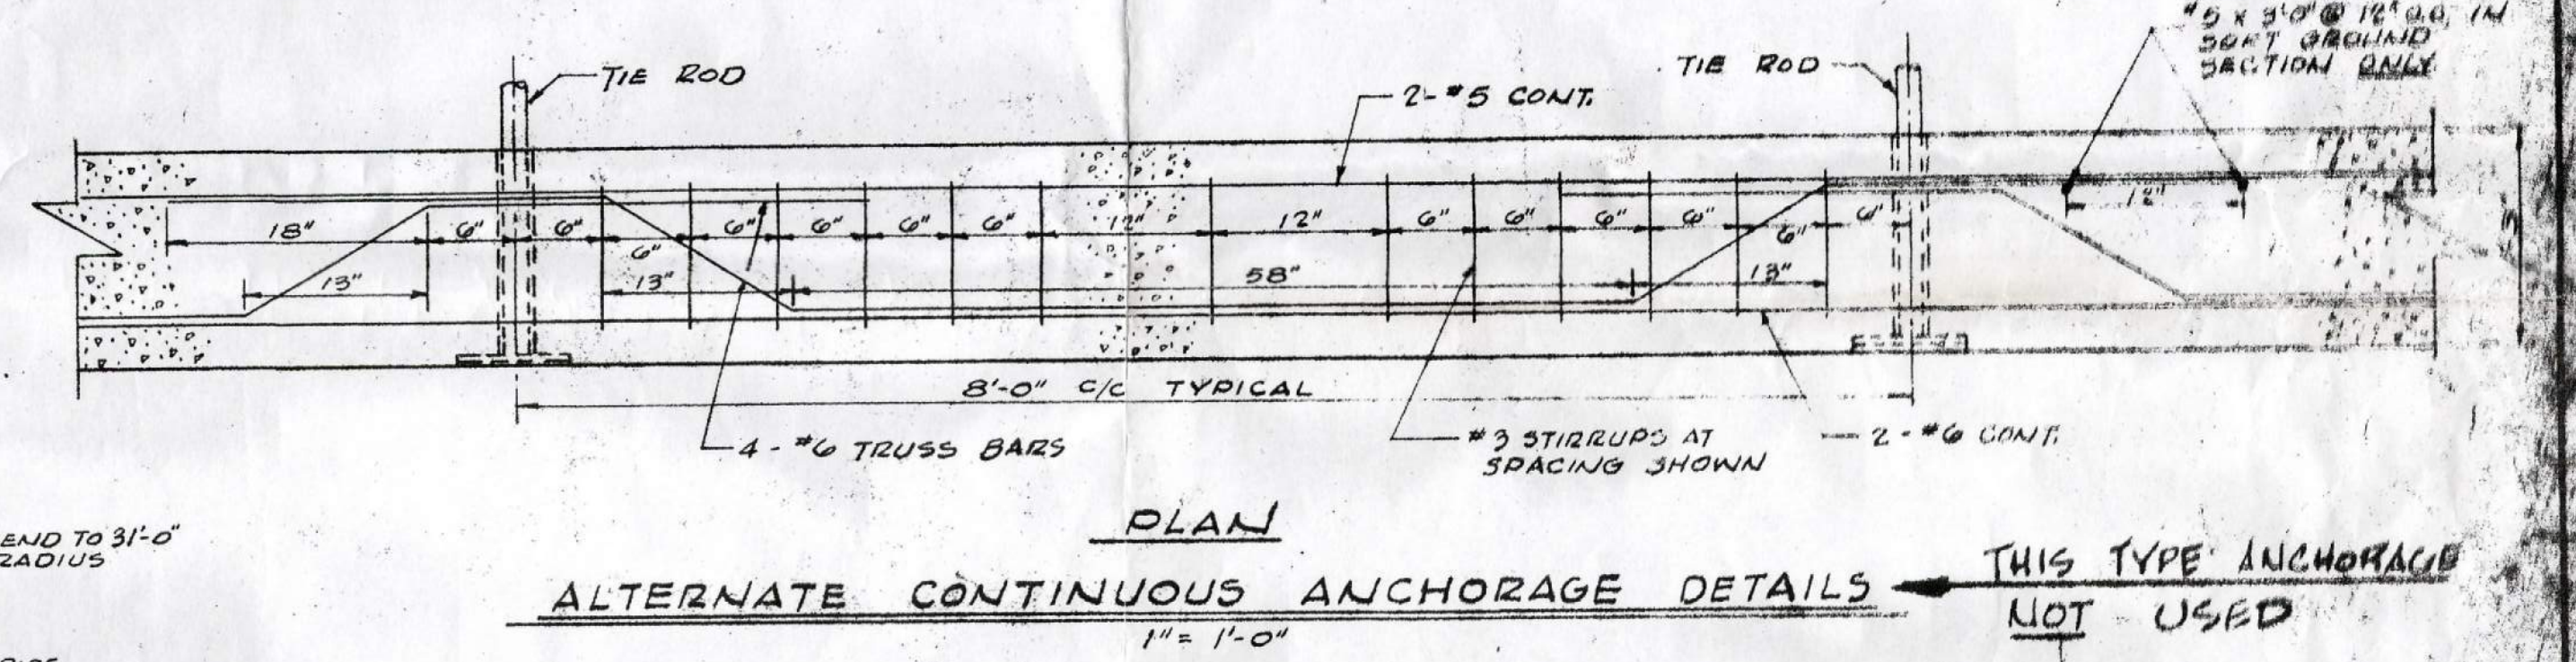 #5 x 3'0" @ 12" O.C. IN
SOFT GROUND
SECTION ONLY
TIE ROD
TIE ROD
2-#5 CONT.
18"
6"
6"
6"
6"
6"
6"
6"
12"
12"
6"
6"
6"
6"
6"
6"
12"
13"
13"
58"
13"
8'-0" C/C TYPICAL
4-#6 TRUSS BARS
#3 STIRRUPS AT
SPACING SHOWN
2-#6 CONT.
PLAN
END TO 31'-0"
RADIUS
ALTERNATE CONTINUOUS ANCHORAGE DETAILS
1" = 1'-0"
THIS TYPE ANCHORAGE
NOT USED